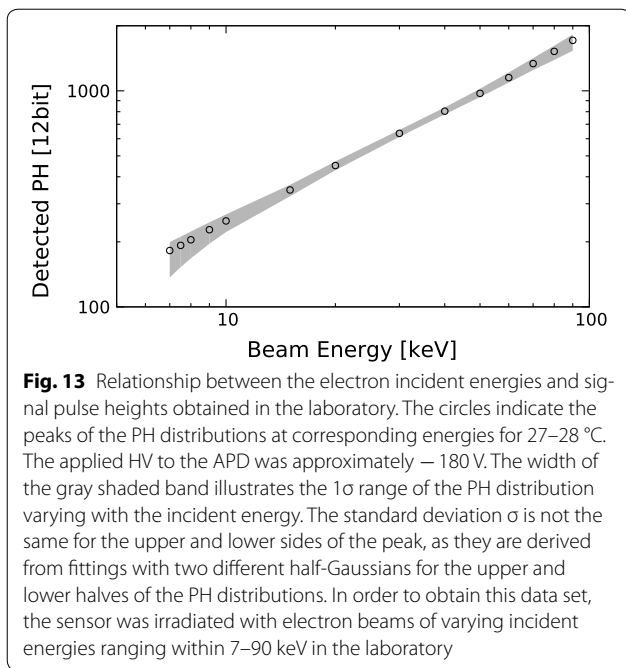 1000
100
10
100
Detected PH [12bit]
Beam Energy [keV]
Fig. 13 Relationship between the electron incident energies and sig-
nal pulse heights obtained in the laboratory. The circles indicate the
peaks of the PH distributions at corresponding energies for 27–28 °C.
The applied HV to the APD was approximately − 180 V. The width of
the gray shaded band illustrates the 1σ range of the PH distribution
varying with the incident energy. The standard deviation σ is not the
same for the upper and lower sides of the peak, as they are derived
from fittings with two different half-Gaussians for the upper and
lower halves of the PH distributions. In order to obtain this data set,
the sensor was irradiated with electron beams of varying incident
energies ranging within 7–90 keV in the laboratory